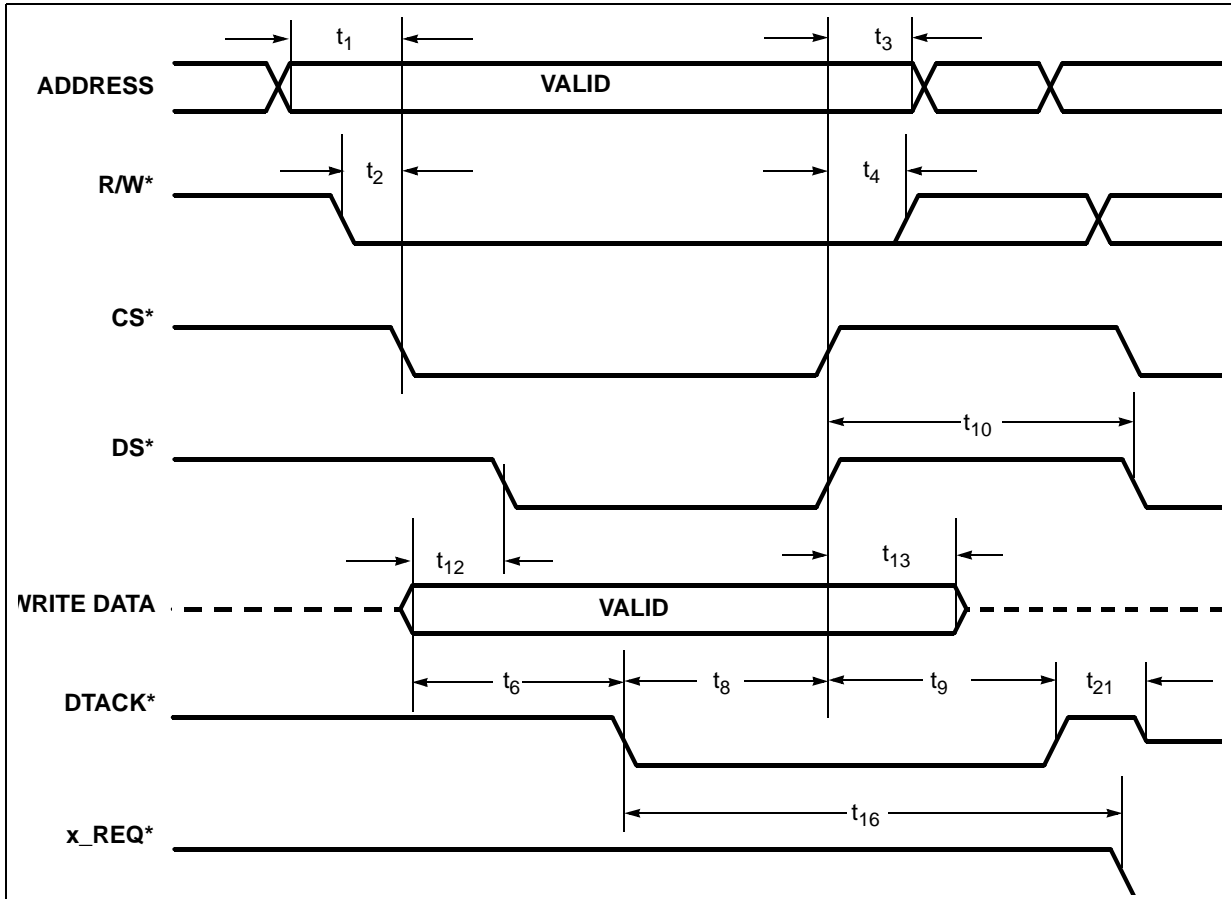 t1
t3
ADDRESS
VALID
t2
t4
R/W*
CS*
t10
DS*
t12
t13
WRITE DATA
VALID
t6
t8
t9
t21
DTACK*
t16
x_REQ*